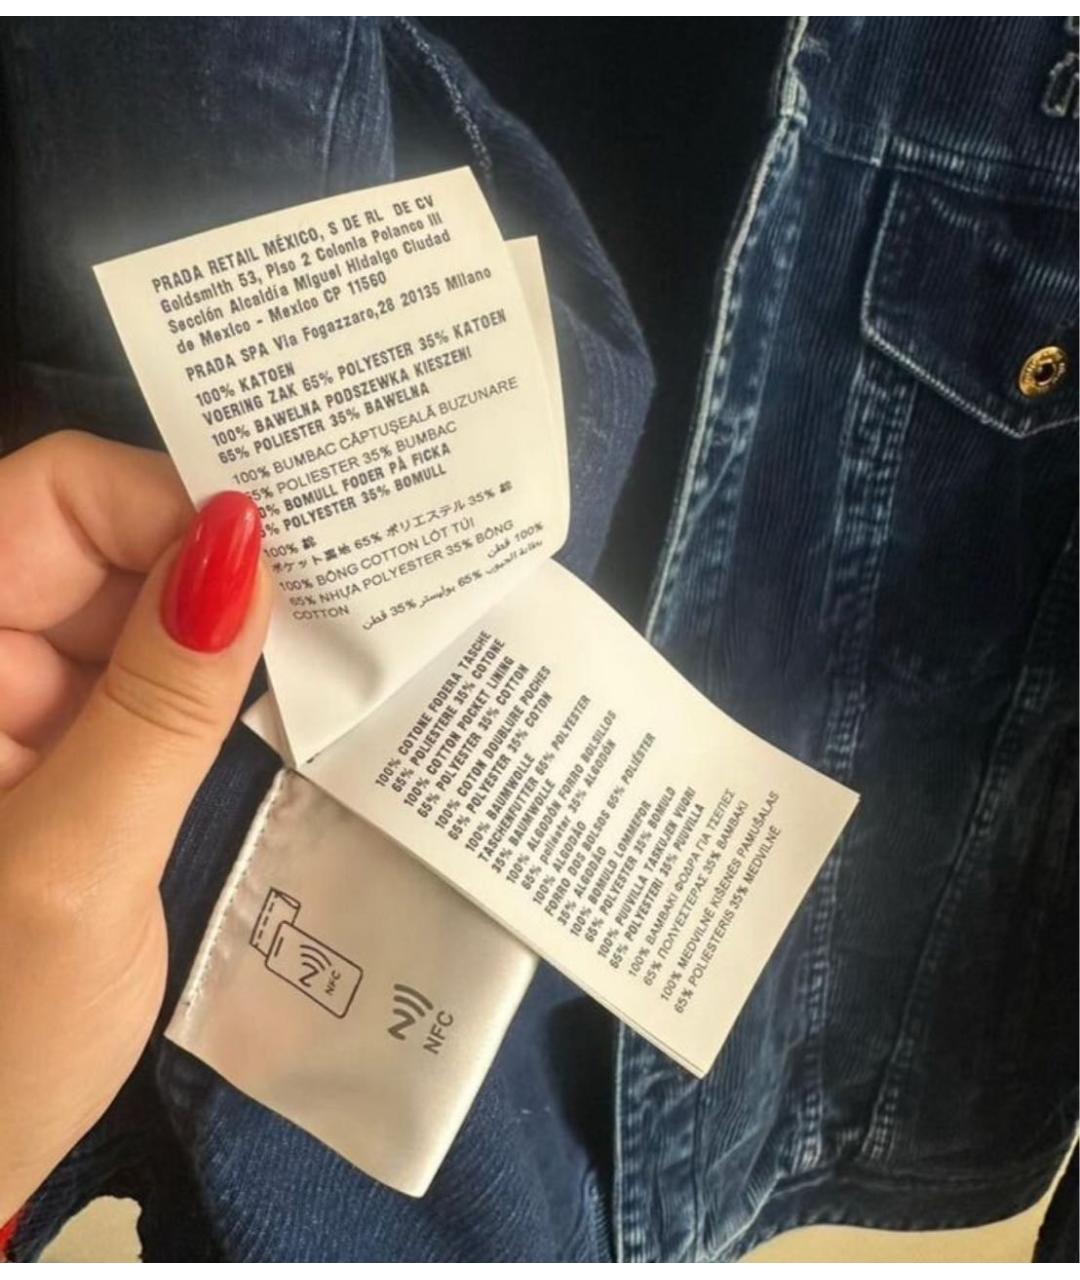 PRADA RETAIL MÉXICO, S DE RL DE CV
Goldsmith 53, Piso 2 Colonia Polanco III
Sección Alcaldía Miguel Hidalgo Ciudad
de Mexico - Mexico CP 11560
PRADA SPA Via Fogazzaro,28 20135 Milano
100% KATOEN
VOERING ZAK 65% POLYESTER 35% KATOEN
100% BAWELNA PODSZEWKA KIESZENI
65% POLIESTER 35% BAWELNA
100% BUMBAC CĂPTUŞEALĂ BUZUNARE
65% POLIESTER 35% BUMBAC
0% BOMULL FODER PÅ FICKA
% POLYESTER 35% BOMULL
100% 綿
ポケット裏地 65% ポリエステル 35% 綿
100% BÔNG COTTON LÓT TÚI
65% NHỰA POLYESTER 35% BÔNG
COTTON
100% قطن
بطانة الجيوب 65% بوليستر 35% قطن
100% COTONE FODERA TASCHE
65% POLIESTERE 35% COTONE
100% COTTON POCKET LINING
65% POLYESTER 35% COTTON
100% COTON DOUBLURE POCHES
65% POLYESTER 35% COTON
100% BAUMWOLLE
TASCHENFUTTER 65% POLYESTER
35% BAUMWOLLE
100% ALGODÓN FORRO BOLSILLOS
65% poliéster 35% ALGODÓN
100% ALGODÃO
FORRO DOS BOLSOS 65% POLIÉSTER
35% ALGODÃO
100% BOMULD LOMMEFOR
65% POLYESTER 35% BOMULD
100% PUUVILLA TASKUJEN VUORI
65% POLYESTERI 35% PUUVILLA
100% ΒΑΜΒΑΚΙ ΦΟΔΡΑ ΓΙΑ ΤΣΕΠΕΣ
65% ΠΟΛΥΕΣΤΕΡΑΣ 35% ΒΑΜΒΑΚΙ
100% MEDVILNĖ KIŠENĖS PAMUŠALAS
65% POLIESTERIS 35% MEDVILNĖ
NFC
NFC